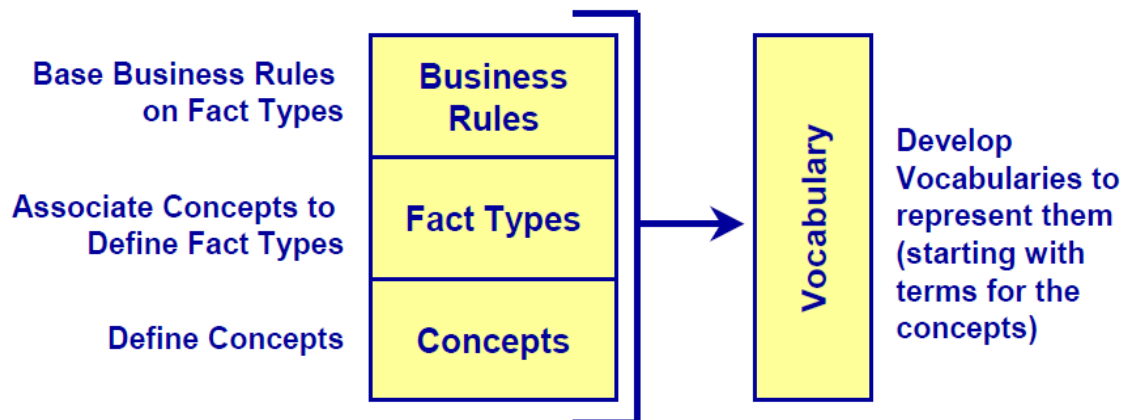 Base Business Rules
on Fact Types
Business
Rules
Associate Concepts to
Define Fact Types
Fact Types
Define Concepts
Concepts
Vocabulary
Develop
Vocabularies to
represent them
(starting with
terms for the
concepts)